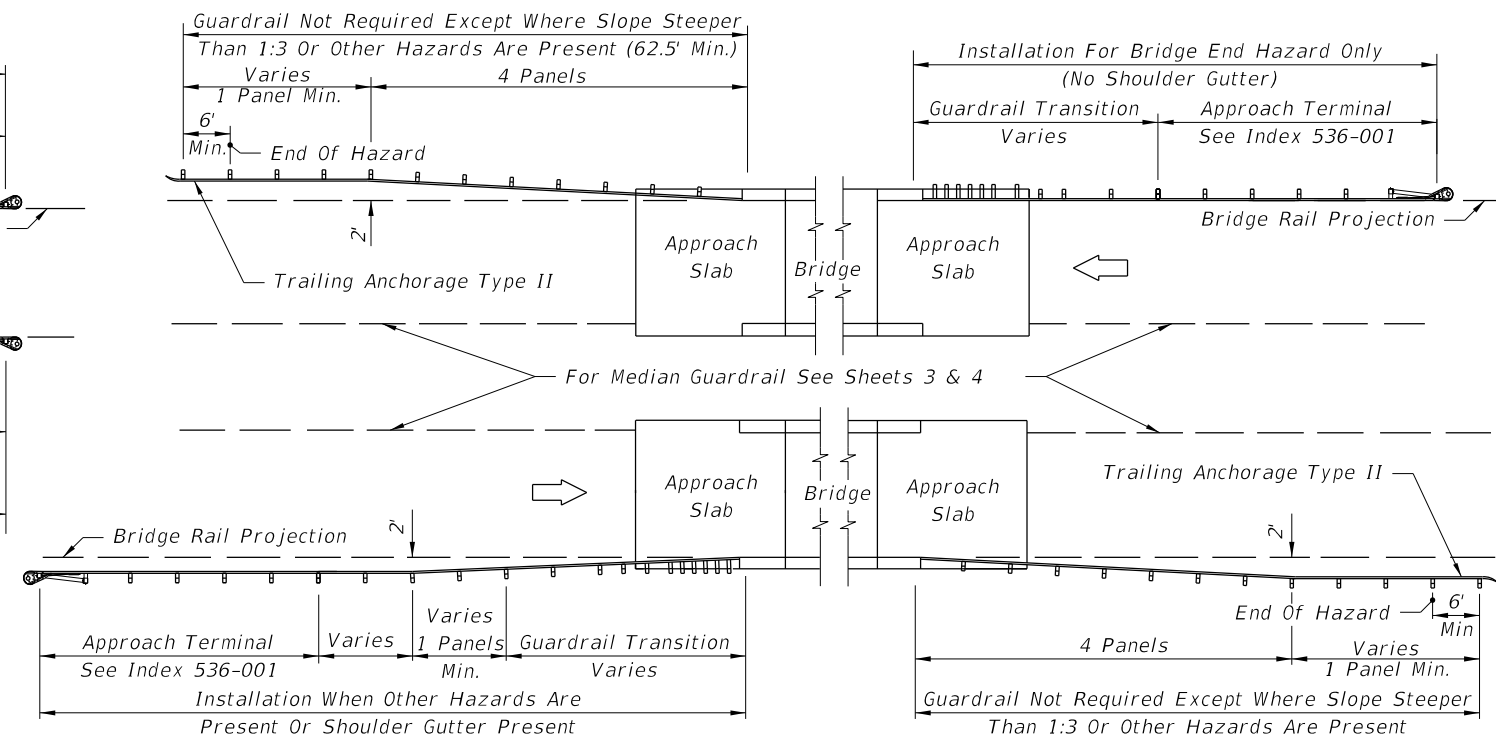 Guardrail Not Required Except Where Slope Steeper
Than 1:3 Or Other Hazards Are Present (62.5' Min.)
Varies
1 Panel Min.
4 Panels
6'
Min.
End Of Hazard
2'
Trailing Anchorage Type II
Installation For Bridge End Hazard Only
(No Shoulder Gutter)
Guardrail Transition
Varies
Approach Terminal
See Index 536-001
Bridge Rail Projection
Approach
Slab
Bridge
Approach
Slab
For Median Guardrail See Sheets 3 & 4
Approach
Slab
Bridge
Approach
Slab
Trailing Anchorage Type II
Bridge Rail Projection
2'
2'
End Of Hazard
6'
Min
Approach Terminal
See Index 536-001
Varies
Varies
1 Panels
Min.
Guardrail Transition
Varies
Installation When Other Hazards Are
Present Or Shoulder Gutter Present
4 Panels
Varies
1 Panel Min.
Guardrail Not Required Except Where Slope Steeper
Than 1:3 Or Other Hazards Are Present